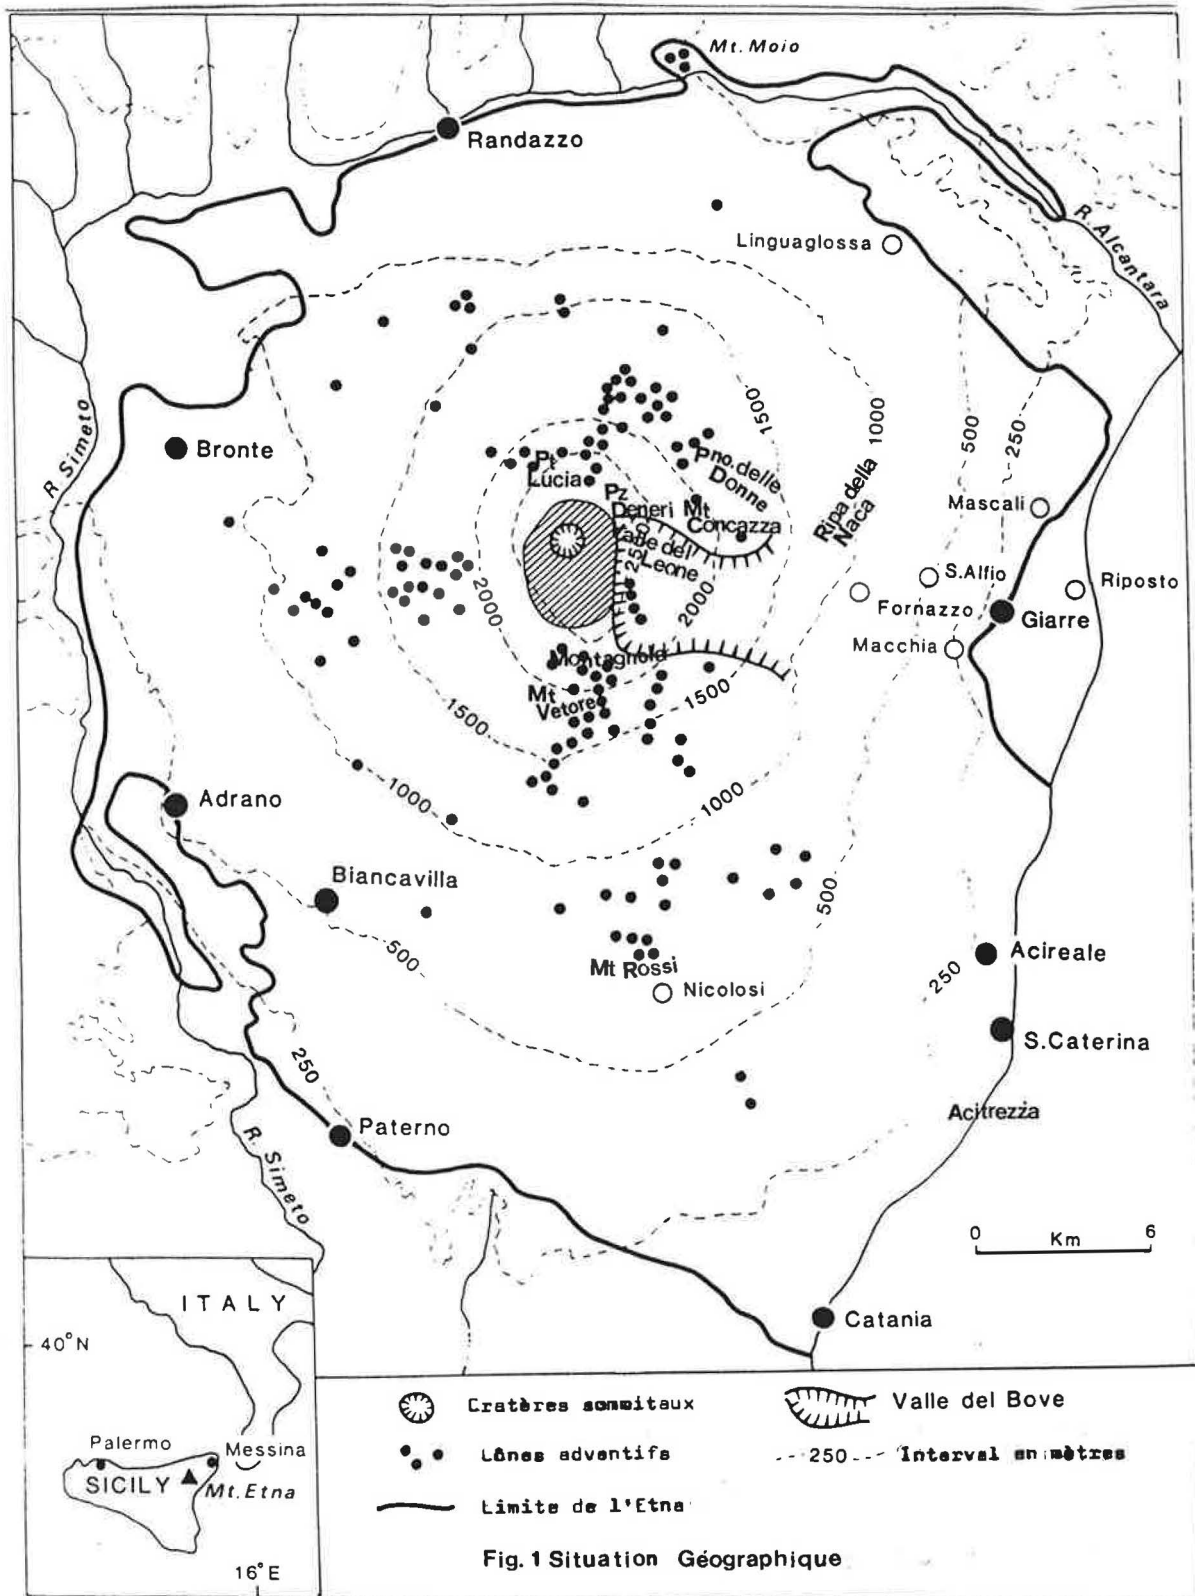 Mt. Moio
Randazzo
R. Alcantara
Linguaglossa
R. Simeto
Bronte
1500
1000
500
250
Pt
Lucia
Pno. delle
Donne
Pz
Deneri
Mt
Concazza
Ripa della
Naca
Mascali
Valle del
Leone
250
2000
2000
S.Alfio
Riposto
Fornazzo
Giarre
Macchia
Montagnola
Mt
Vetore
1500
1500
Adrano
1000
1000
Biancavilla
500
500
Mt Rossi
Nicolosi
250
Acireale
S.Caterina
250
Paterno
Acitrezza
R. Simeto
0 Km 6
Catania
ITALY
40°N
Palermo
Messina
SICILY
Mt. Etna
16°E
Cratères sommitaux
Valle del Bove
Cônes adventifs
--- 250 --- Interval en mètres
Limite de l'Etna
Fig. 1 Situation Géographique